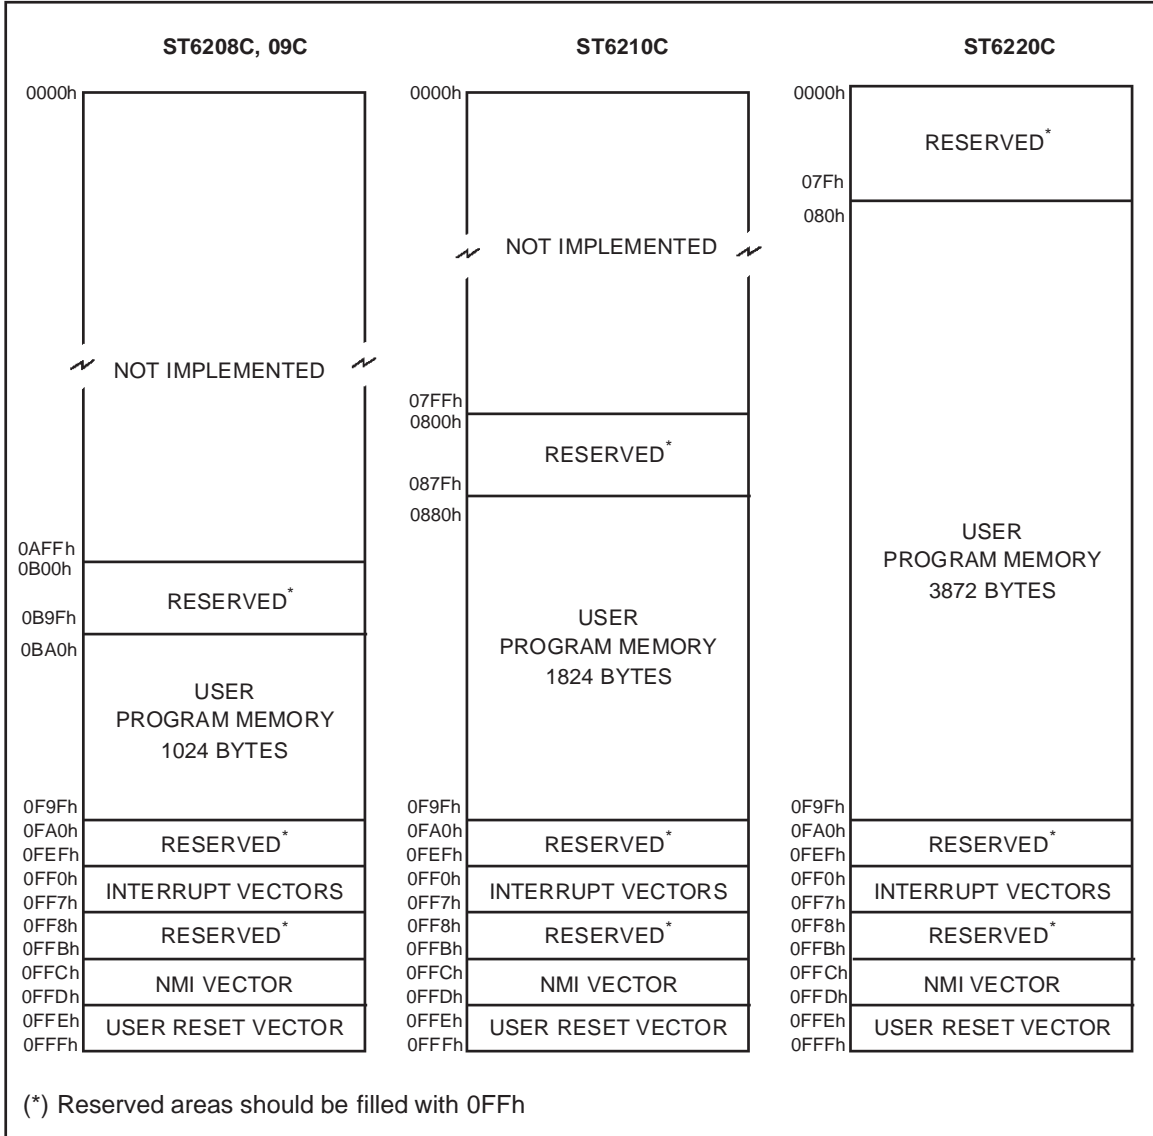 ST6208C, 09C
0000h
NOT IMPLEMENTED
0AFFh
0B00h
RESERVED*
0B9Fh
0BA0h
USER
PROGRAM MEMORY
1024 BYTES
0F9Fh
0FA0h
RESERVED*
0FEFh
0FF0h
INTERRUPT VECTORS
0FF7h
0FF8h
RESERVED*
0FFBh
0FFCh
NMI VECTOR
0FFDh
0FFEh
USER RESET VECTOR
0FFFh
ST6210C
0000h
NOT IMPLEMENTED
07FFh
0800h
RESERVED*
087Fh
0880h
USER
PROGRAM MEMORY
1824 BYTES
0F9Fh
0FA0h
RESERVED*
0FEFh
0FF0h
INTERRUPT VECTORS
0FF7h
0FF8h
RESERVED*
0FFBh
0FFCh
NMI VECTOR
0FFDh
0FFEh
USER RESET VECTOR
0FFFh
ST6220C
0000h
RESERVED*
07Fh
080h
USER
PROGRAM MEMORY
3872 BYTES
0F9Fh
0FA0h
RESERVED*
0FEFh
0FF0h
INTERRUPT VECTORS
0FF7h
0FF8h
RESERVED*
0FFBh
0FFCh
NMI VECTOR
0FFDh
0FFEh
USER RESET VECTOR
0FFFh
(*) Reserved areas should be filled with 0FFh